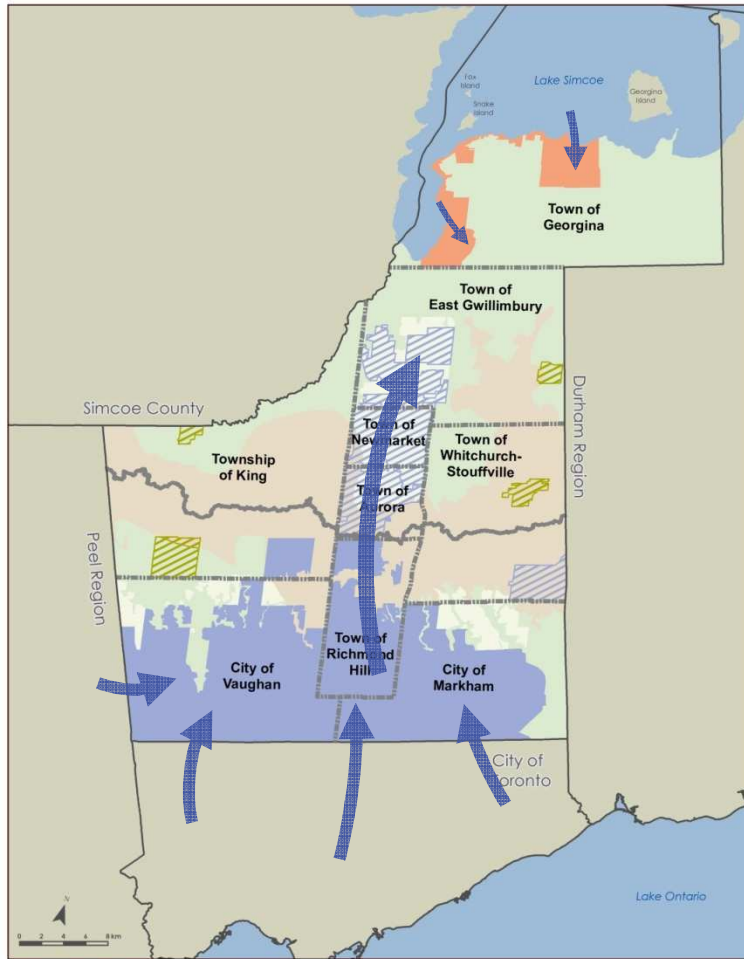 Fox
Island
Lake Simcoe
Georgina
Island
Snake
Island
Town of
Georgina
Town of
East Gwillimbury
Simcoe County
Durham Region
Town of
Newmarket
Town of
Whitchurch-
Stouffville
Township
of King
Town of
Aurora
Peel Region
Town of
Richmond
Hill
City of
Vaughan
City of
Markham
City of
Toronto
Lake Ontario
N
0 2 4 6 8 km